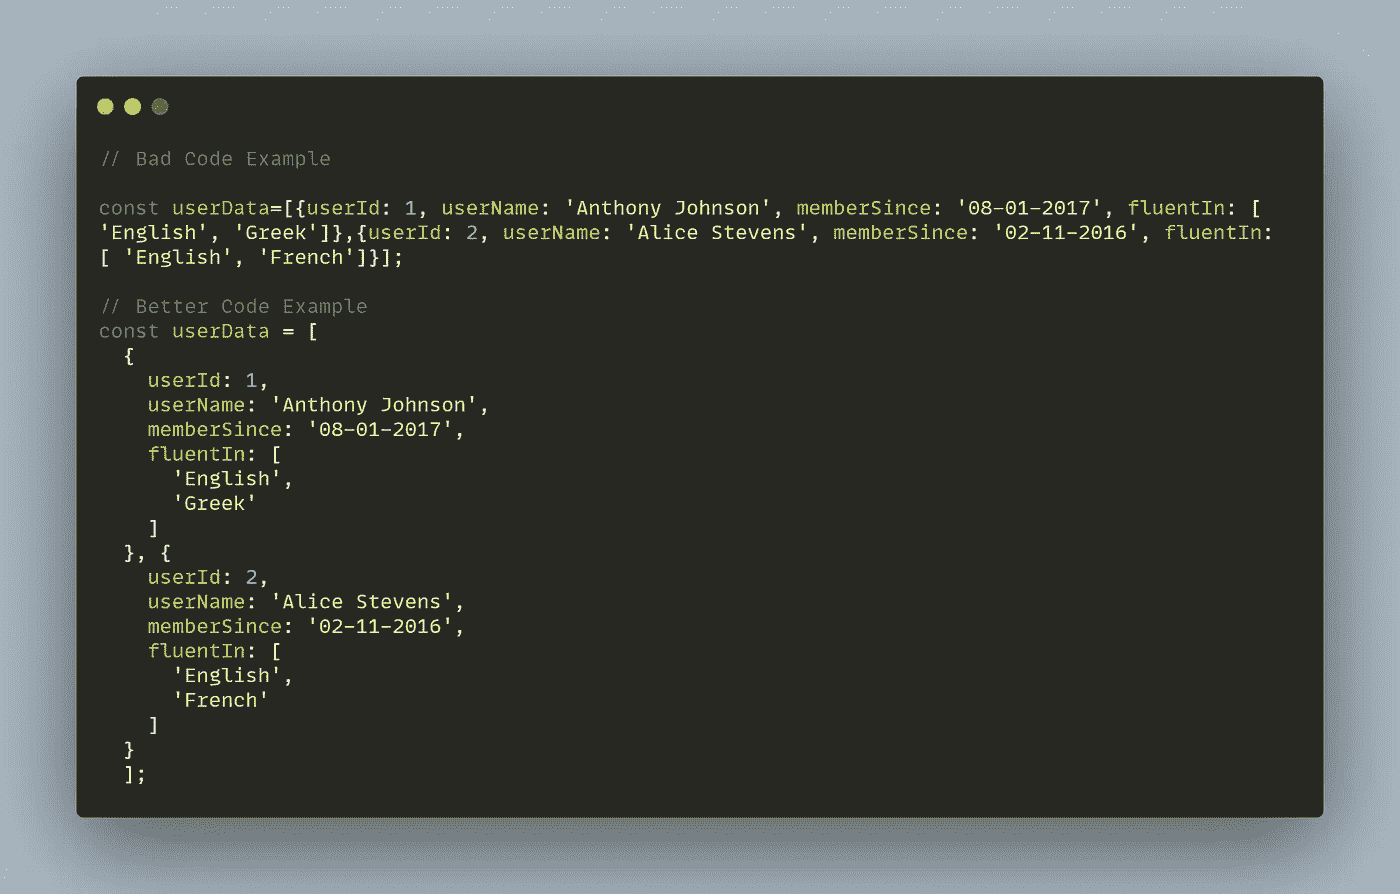 // Bad Code Example
const userData=[{userId: 1, userName: 'Anthony Johnson', memberSince: '08-01-2017', fluentIn: [
'English', 'Greek']},{userId: 2, userName: 'Alice Stevens', memberSince: '02-11-2016', fluentIn:
[ 'English', 'French']}];
// Better Code Example
const userData = [
  {
    userId: 1,
    userName: 'Anthony Johnson',
    memberSince: '08-01-2017',
    fluentIn: [
      'English',
      'Greek'
    ]
  }, {
    userId: 2,
    userName: 'Alice Stevens',
    memberSince: '02-11-2016',
    fluentIn: [
      'English',
      'French'
    ]
  }
  ];